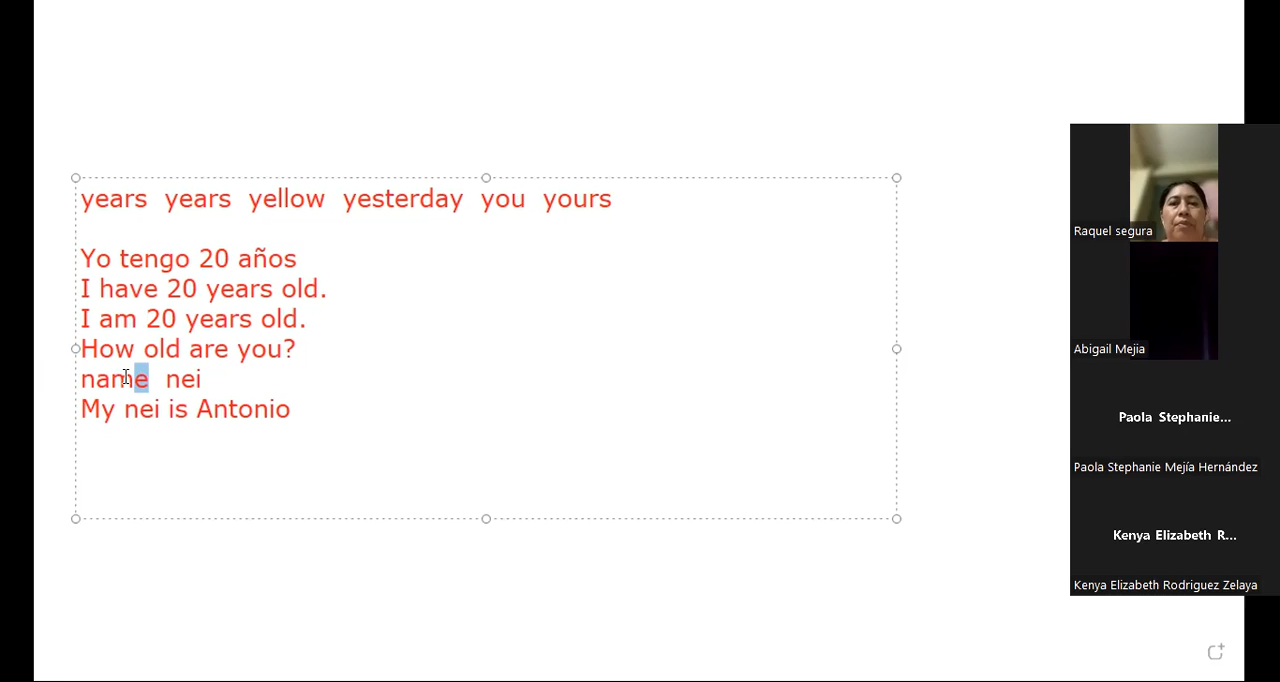 years years yellow yesterday you yours
Yo tengo 20 años
I have 20 years old.
I am 20 years old.
How old are you?
name nei
My nei is Antonio
Raquel segura
Abigail Mejia
Paola Stephanie...
Paola Stephanie Mejía Hernández
Kenya Elizabeth R...
Kenya Elizabeth Rodriguez Zelaya